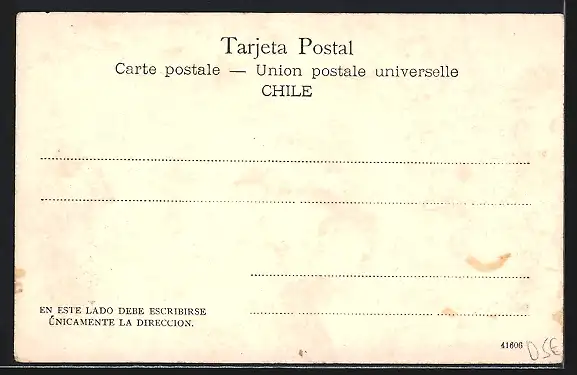 Tarjeta Postal
Carte postale — Union postale universelle
CHILE
EN ESTE LADO DEBE ESCRIBIRSE
ÚNICAMENTE LA DIRECCION.
41606